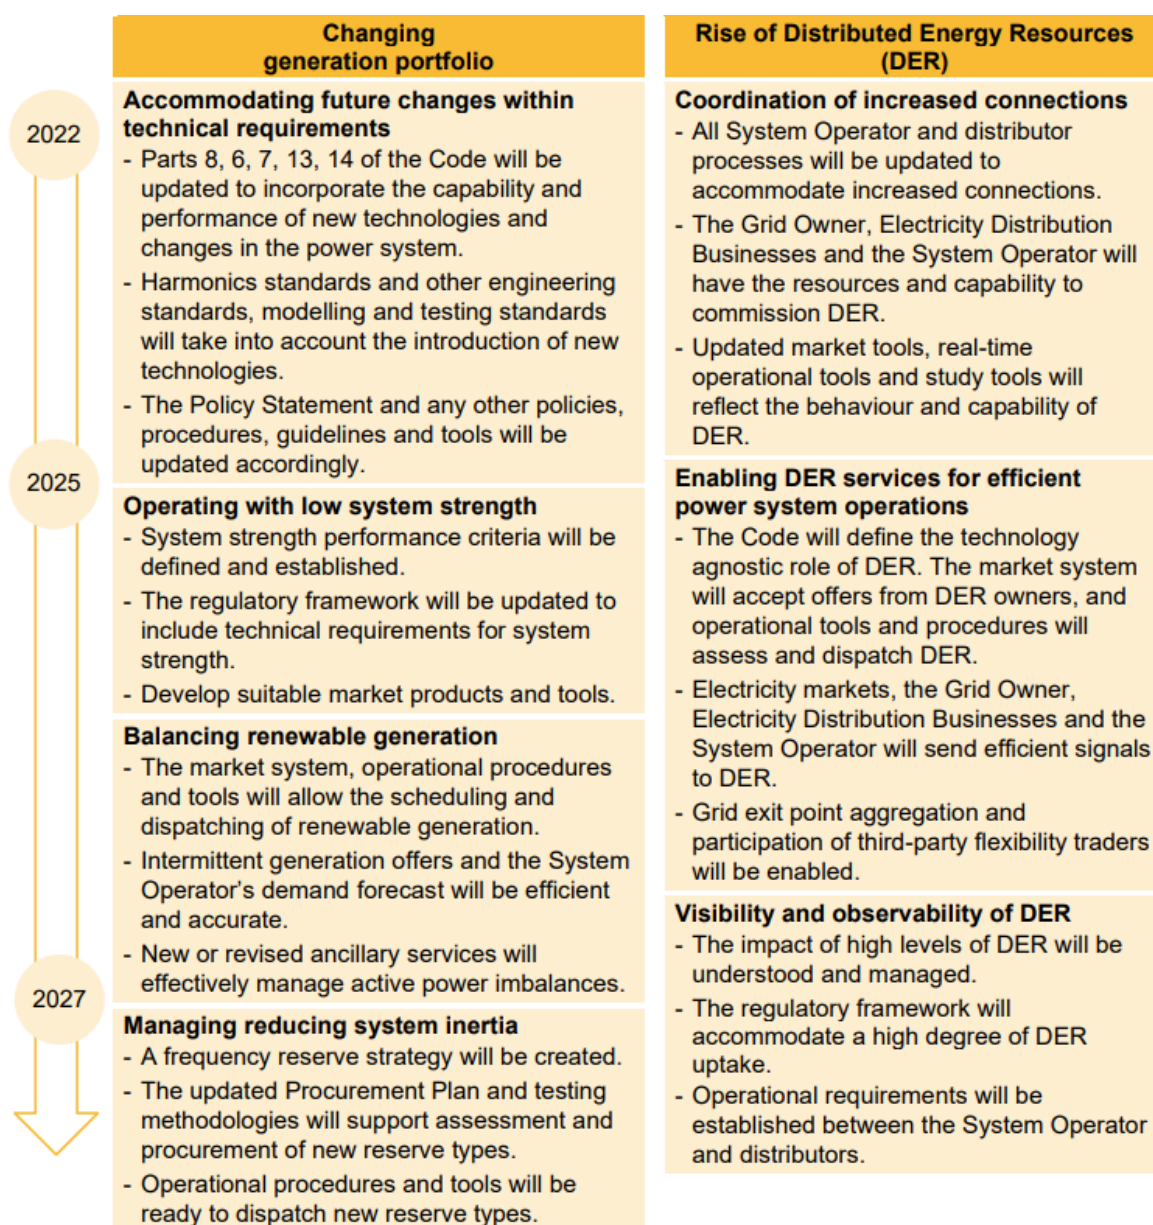 2022
2025
2027
Changing
generation portfolio
Accommodating future changes within
technical requirements
- Parts 8, 6, 7, 13, 14 of the Code will be
updated to incorporate the capability and
performance of new technologies and
changes in the power system.
- Harmonics standards and other engineering
standards, modelling and testing standards
will take into account the introduction of new
technologies.
- The Policy Statement and any other policies,
procedures, guidelines and tools will be
updated accordingly.
Operating with low system strength
- System strength performance criteria will be
defined and established.
- The regulatory framework will be updated to
include technical requirements for system
strength.
- Develop suitable market products and tools.
Balancing renewable generation
- The market system, operational procedures
and tools will allow the scheduling and
dispatching of renewable generation.
- Intermittent generation offers and the System
Operator's demand forecast will be efficient
and accurate.
- New or revised ancillary services will
effectively manage active power imbalances.
Managing reducing system inertia
- A frequency reserve strategy will be created.
- The updated Procurement Plan and testing
methodologies will support assessment and
procurement of new reserve types.
- Operational procedures and tools will be
ready to dispatch new reserve types.
Rise of Distributed Energy Resources
(DER)
Coordination of increased connections
- All System Operator and distributor
processes will be updated to
accommodate increased connections.
- The Grid Owner, Electricity Distribution
Businesses and the System Operator will
have the resources and capability to
commission DER.
- Updated market tools, real-time
operational tools and study tools will
reflect the behaviour and capability of
DER.
Enabling DER services for efficient
power system operations
- The Code will define the technology
agnostic role of DER. The market system
will accept offers from DER owners, and
operational tools and procedures will
assess and dispatch DER.
- Electricity markets, the Grid Owner,
Electricity Distribution Businesses and the
System Operator will send efficient signals
to DER.
- Grid exit point aggregation and
participation of third-party flexibility traders
will be enabled.
Visibility and observability of DER
- The impact of high levels of DER will be
understood and managed.
- The regulatory framework will
accommodate a high degree of DER
uptake.
- Operational requirements will be
established between the System Operator
and distributors.